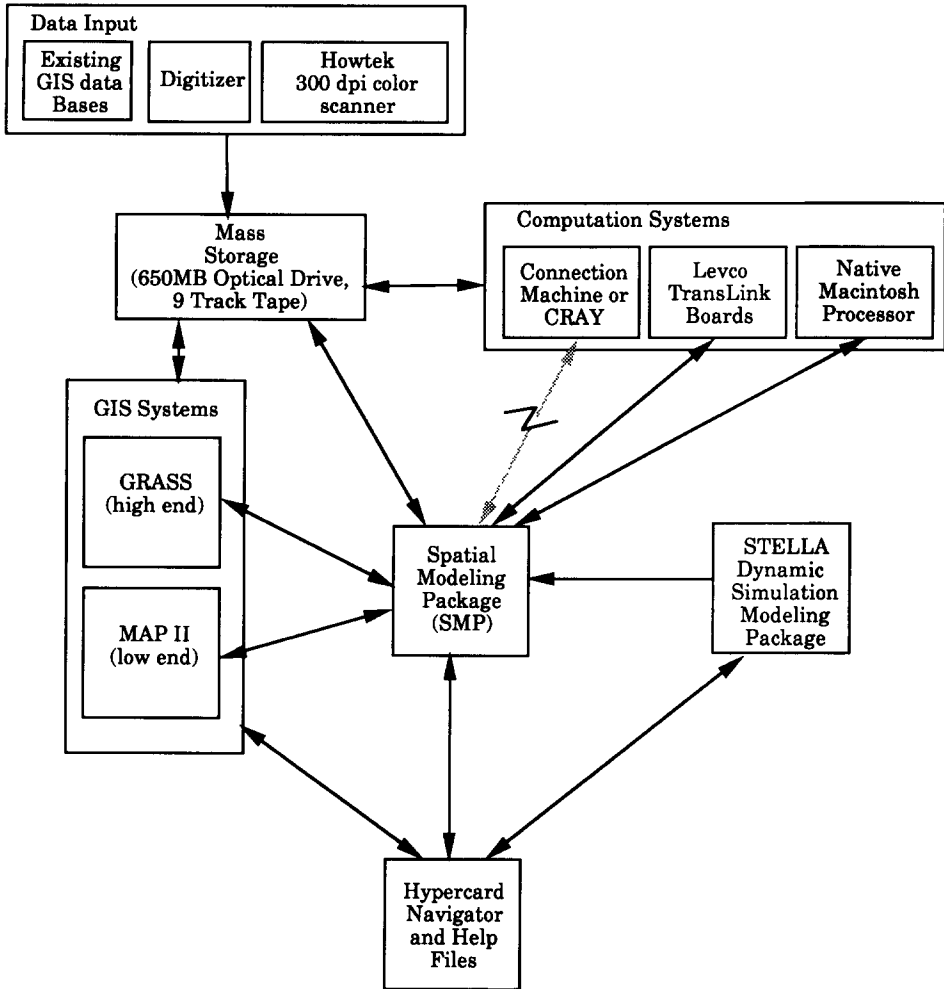 Data Input
Existing
GIS data
Bases
Digitizer
Howtek
300 dpi color
scanner
Mass
Storage
(650MB Optical Drive,
9 Track Tape)
Computation Systems
Connection
Machine or
CRAY
Levco
TransLink
Boards
Native
Macintosh
Processor
GIS Systems
GRASS
(high end)
MAP II
(low end)
Spatial
Modeling
Package
(SMP)
STELLA
Dynamic
Simulation
Modeling
Package
Hypercard
Navigator
and Help
Files